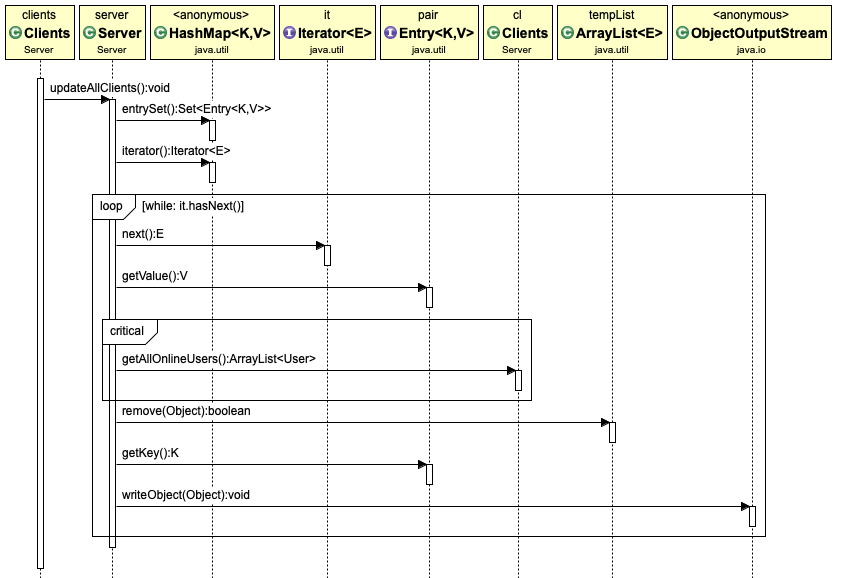 clients
C Clients
Server
server
C Server
Server
<anonymous>
C HashMap<K,V>
java.util
it
I Iterator<E>
java.util
pair
I Entry<K,V>
java.util
cl
C Clients
Server
tempList
C ArrayList<E>
java.util
<anonymous>
C ObjectOutputStream
java.io
updateAllClients():void
entrySet():Set<Entry<K,V>>
iterator():Iterator<E>
loop [while: it.hasNext()]
next():E
getValue():V
critical
getAllOnlineUsers():ArrayList<User>
remove(Object):boolean
getKey():K
writeObject(Object):void